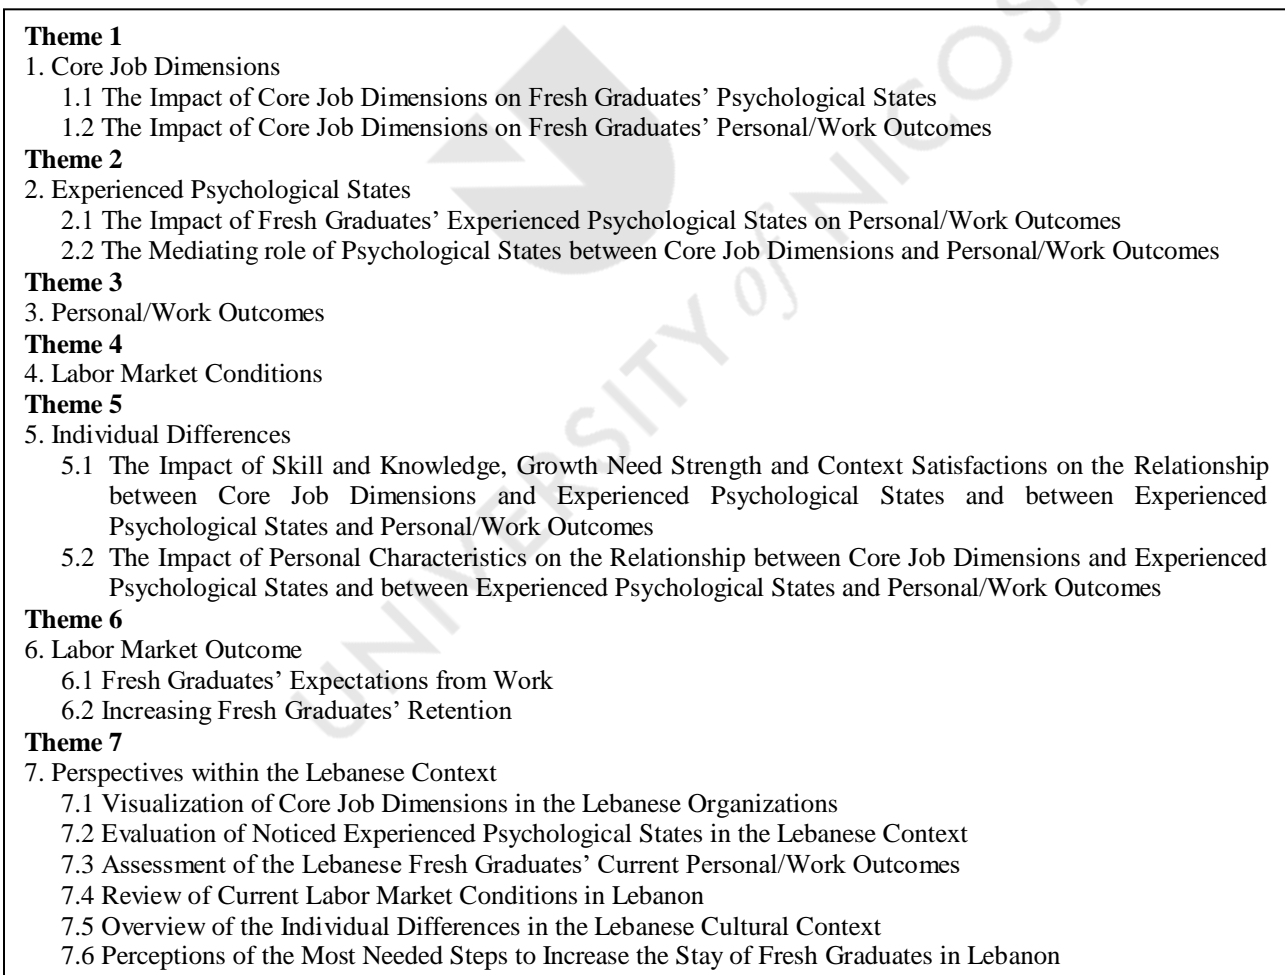 Theme 1
1. Core Job Dimensions
1.1 The Impact of Core Job Dimensions on Fresh Graduates’ Psychological States
1.2 The Impact of Core Job Dimensions on Fresh Graduates’ Personal/Work Outcomes
Theme 2
2. Experienced Psychological States
2.1 The Impact of Fresh Graduates’ Experienced Psychological States on Personal/Work Outcomes
2.2 The Mediating role of Psychological States between Core Job Dimensions and Personal/Work Outcomes
Theme 3
3. Personal/Work Outcomes
Theme 4
4. Labor Market Conditions
Theme 5
5. Individual Differences
5.1 The Impact of Skill and Knowledge, Growth Need Strength and Context Satisfactions on the Relationship
between Core Job Dimensions and Experienced Psychological States and between Experienced
Psychological States and Personal/Work Outcomes
5.2 The Impact of Personal Characteristics on the Relationship between Core Job Dimensions and Experienced
Psychological States and between Experienced Psychological States and Personal/Work Outcomes
Theme 6
6. Labor Market Outcome
6.1 Fresh Graduates’ Expectations from Work
6.2 Increasing Fresh Graduates’ Retention
Theme 7
7. Perspectives within the Lebanese Context
7.1 Visualization of Core Job Dimensions in the Lebanese Organizations
7.2 Evaluation of Noticed Experienced Psychological States in the Lebanese Context
7.3 Assessment of the Lebanese Fresh Graduates’ Current Personal/Work Outcomes
7.4 Review of Current Labor Market Conditions in Lebanon
7.5 Overview of the Individual Differences in the Lebanese Cultural Context
7.6 Perceptions of the Most Needed Steps to Increase the Stay of Fresh Graduates in Lebanon
UNIVERSITY of NICOS